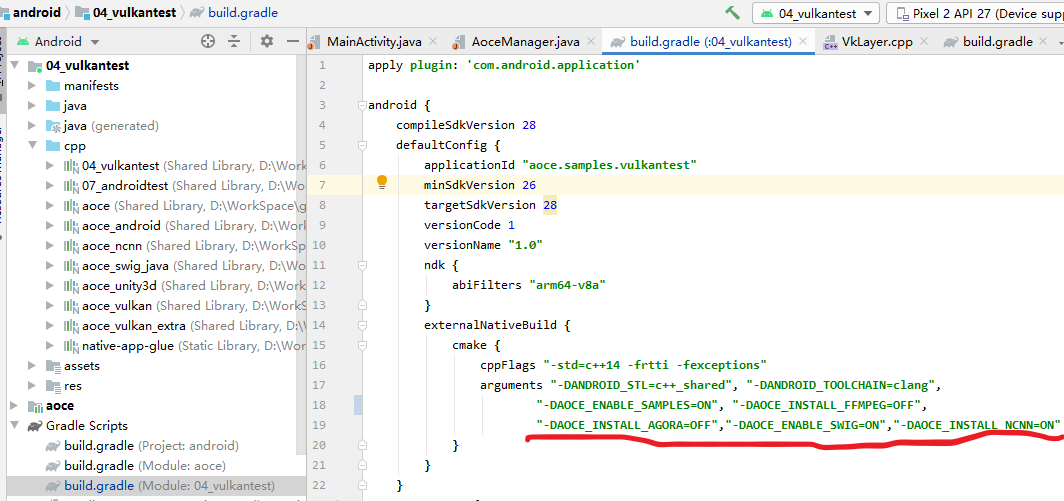 android 04_vulkantest build.gradle
04_vulkantest Pixel 2 API 27 (Device supp
Android
MainActivity.java AoceManager.java build.gradle (:04_vulkantest) VkLayer.cpp build.gradle
04_vulkantest
manifests
java
java (generated)
cpp
04_vulkantest (Shared Library, D:\WorkS
07_androidtest (Shared Library, D:\Work
aoce (Shared Library, D:\WorkSpace\g
aoce_android (Shared Library, D:\Work
aoce_ncnn (Shared Library, D:\WorkSp
aoce_swig_java (Shared Library, D:\Wo
aoce_unity3d (Shared Library, D:\Work
aoce_vulkan (Shared Library, D:\WorkS
aoce_vulkan_extra (Shared Library, D:\
native-app-glue (Static Library, D:\Wo
assets
res
aoce
Gradle Scripts
build.gradle (Project: android)
build.gradle (Module: aoce)
build.gradle (Module: 04_vulkantest)
1 apply plugin: 'com.android.application'
2
3 android {
4 compileSdkVersion 28
5 defaultConfig {
6 applicationId "aoce.samples.vulkantest"
7 minSdkVersion 26
8 targetSdkVersion 28
9 versionCode 1
10 versionName "1.0"
11 ndk {
12 abiFilters "arm64-v8a"
13 }
14 externalNativeBuild {
15 cmake {
16 cppFlags "-std=c++14 -frtti -fexceptions"
17 arguments "-DANDROID_STL=c++_shared", "-DANDROID_TOOLCHAIN=clang",
18 "-DAOCE_ENABLE_SAMPLES=ON", "-DAOCE_INSTALL_FFMPEG=OFF",
19 "-DAOCE_INSTALL_AGORA=OFF","-DAOCE_ENABLE_SWIG=ON","-DAOCE_INSTALL_NCNN=ON"
20 }
21 }
22 }